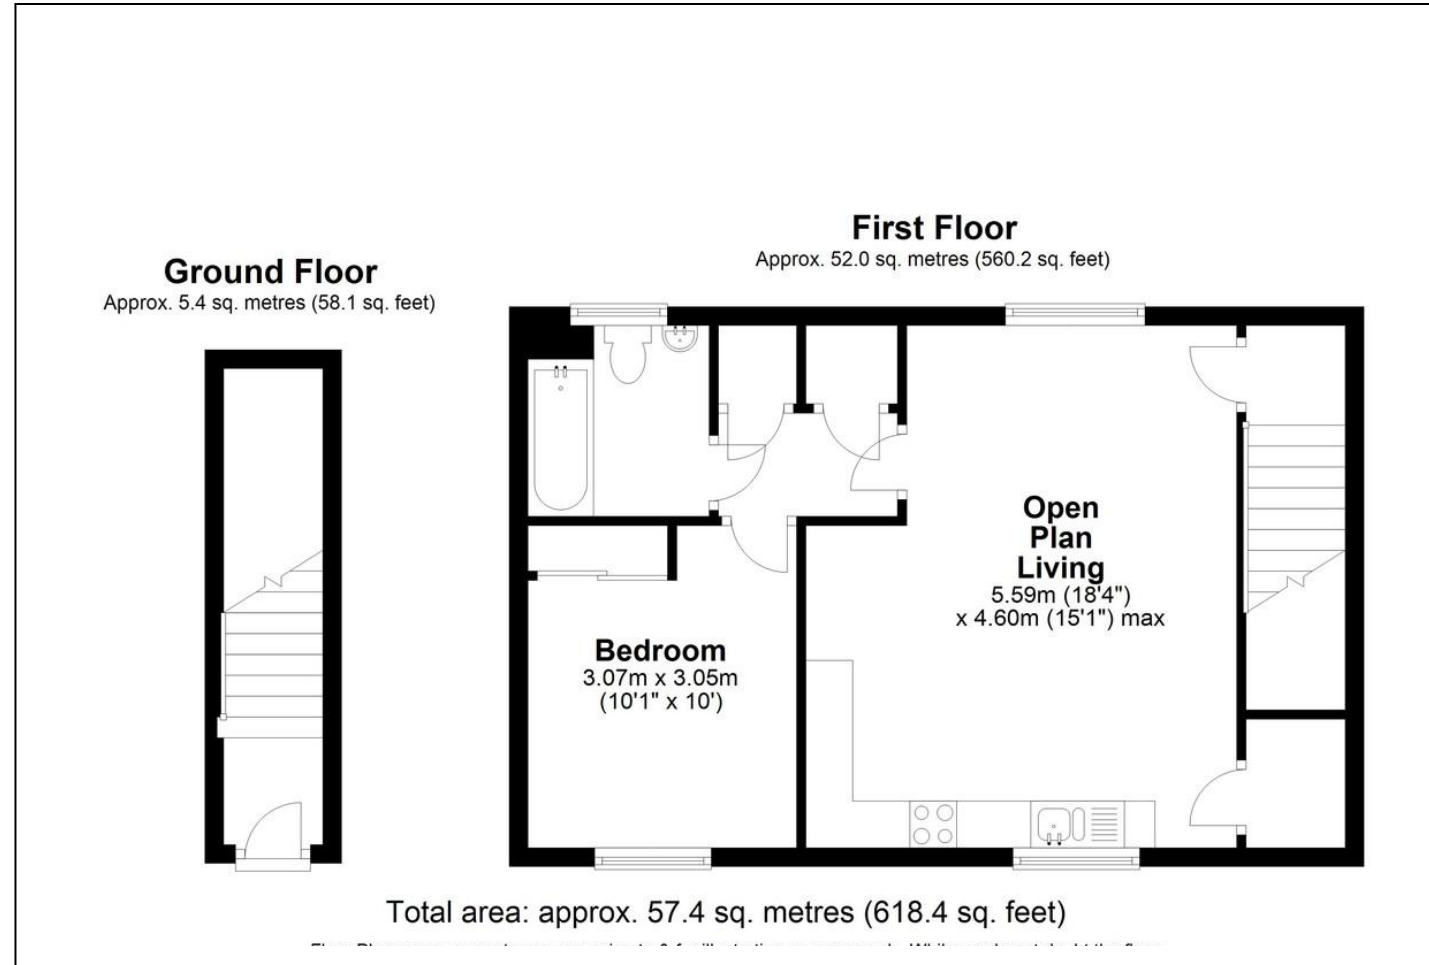 First Floor
Approx. 52.0 sq. metres (560.2 sq. feet)
Ground Floor
Approx. 5.4 sq. metres (58.1 sq. feet)
Open
Plan
Living
5.59m (18'4")
x 4.60m (15'1") max
Bedroom
3.07m x 3.05m
(10'1" x 10')
Total area: approx. 57.4 sq. metres (618.4 sq. feet)